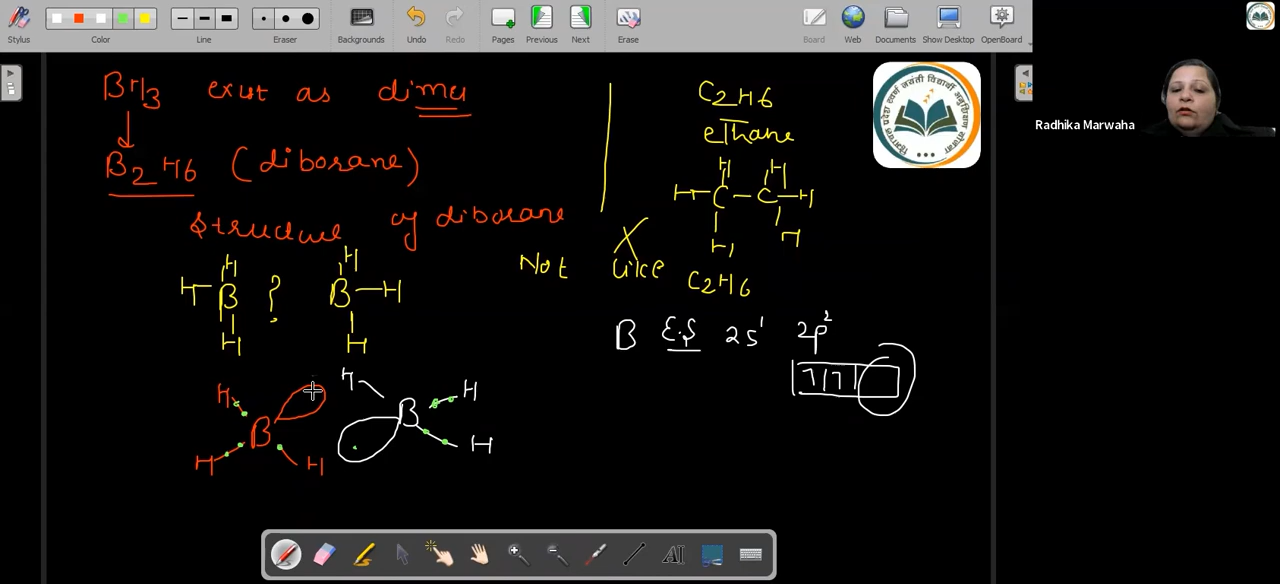 Stylus
Color
Line
Eraser
Backgrounds
Undo
Redo
Pages
Previous
Next
Erase
Board
Web
Documents
Show Desktop
OpenBoard
Radhika Marwaha
BH3 exist as dimer
B2H6 (diborane)
Structure of diborane
H H
H B ? B H
H H
C2H6
ethane
H H
H C C H
H H
Not like
C2H6
B E.S 2s1 2p2
H H H
B B
H H H
AI